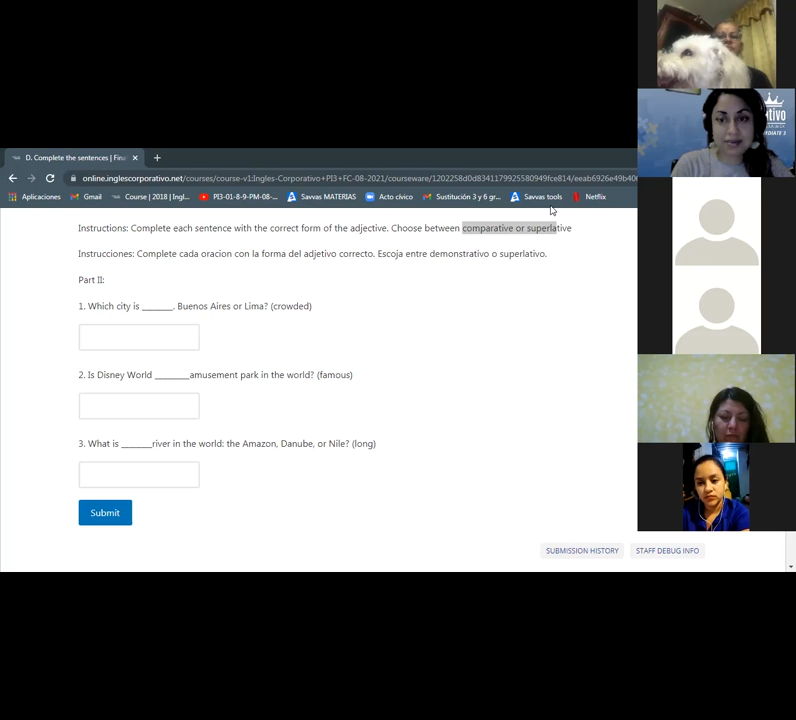 D. Complete the sentences | Fina
online.inglescorporativo.net/courses/course-v1:Ingles-Corporativo+PI3+FC-08-2021/courseware/1202258d0d8341179925580949fce814/eeab6926e49b406
Aplicaciones Gmail Course | 2018 | Ingl... PI3-01-8-9-PM-08-... Savvas MATERIAS Acto cívico Sustitución 3 y 6 gr... Savvas tools Netflix
Instructions: Complete each sentence with the correct form of the adjective. Choose between comparative or superlative
Instrucciones: Complete cada oracion con la forma del adjetivo correcto. Escoja entre demonstrativo o superlativo.
Part II:
1. Which city is ______. Buenos Aires or Lima? (crowded)
2. Is Disney World _______amusement park in the world? (famous)
3. What is ______river in the world: the Amazon, Danube, or Nile? (long)
Submit
SUBMISSION HISTORY STAFF DEBUG INFO
ativo